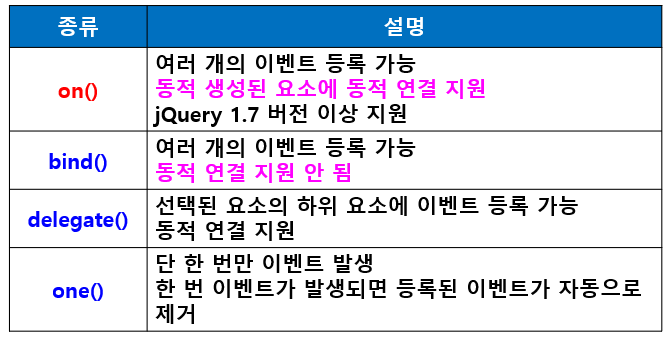 종류 설명
on()
여러 개의 이벤트 등록 가능
동적 생성된 요소에 동적 연결 지원
jQuery 1.7 버전 이상 지원
bind()
여러 개의 이벤트 등록 가능
동적 연결 지원 안 됨
delegate()
선택된 요소의 하위 요소에 이벤트 등록 가능
동적 연결 지원
one()
단 한 번만 이벤트 발생
한 번 이벤트가 발생되면 등록된 이벤트가 자동으로
제거